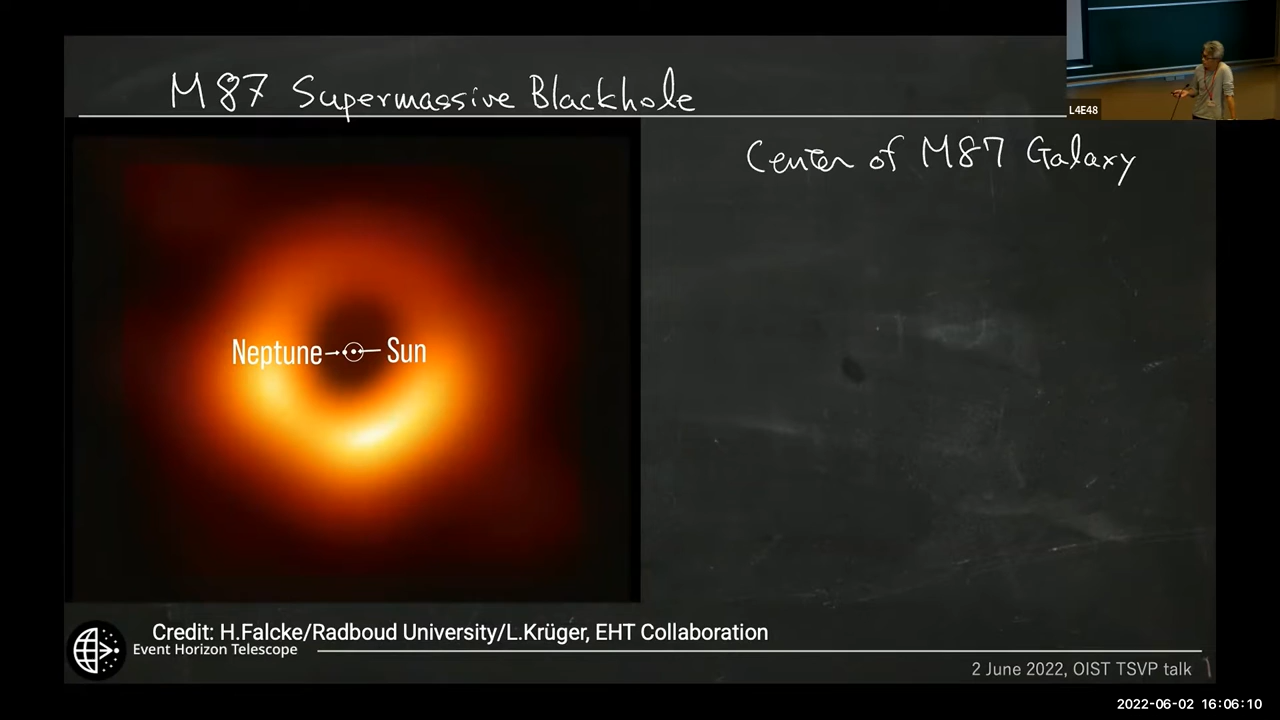 M87 Supermassive Blackhole
L4E48
Center of M87 Galaxy
Neptune
Sun
Credit: H.Falcke/Radboud University/L.Krüger, EHT Collaboration
Event Horizon Telescope
2 June 2022, OIST TSVP talk 1
2022-06-02 16:06:10